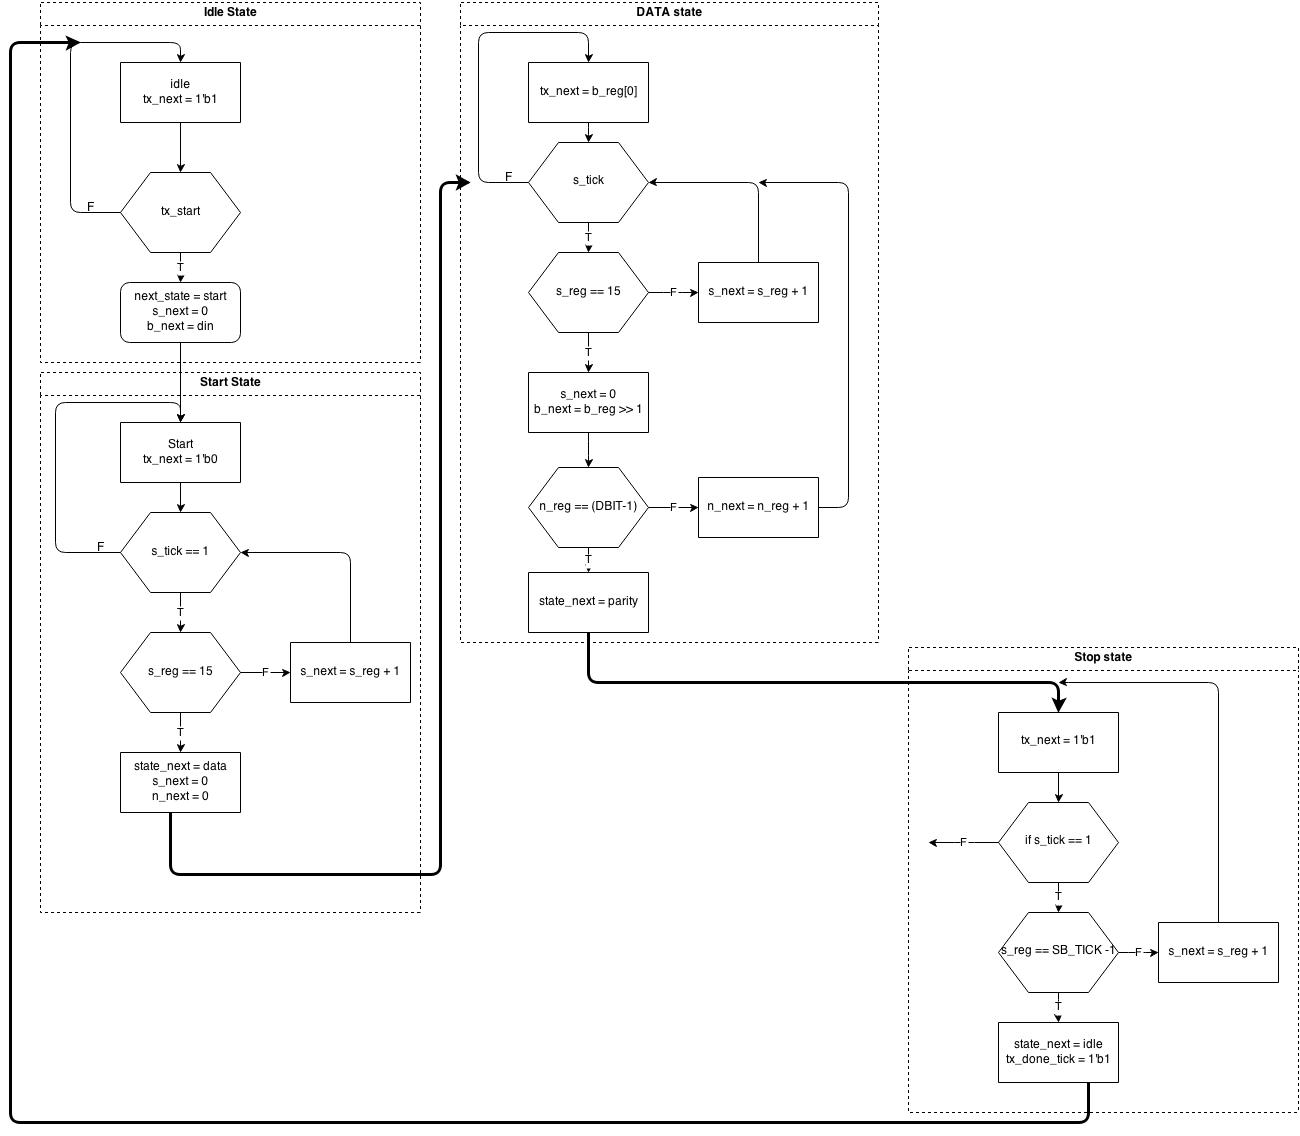 Idle State
idle
tx_next = 1'b1
tx_start
F
T
next_state = start
s_next = 0
b_next = din
Start State
Start
tx_next = 1'b0
s_tick == 1
F
T
s_reg == 15
F
s_next = s_reg + 1
T
state_next = data
s_next = 0
n_next = 0
DATA state
tx_next = b_reg[0]
s_tick
F
T
s_reg == 15
F
s_next = s_reg + 1
T
s_next = 0
b_next = b_reg >> 1
n_reg == (DBIT-1)
F
n_next = n_reg + 1
T
state_next = parity
Stop state
tx_next = 1'b1
if s_tick == 1
F
T
s_reg == SB_TICK -1
F
s_next = s_reg + 1
T
state_next = idle
tx_done_tick = 1'b1